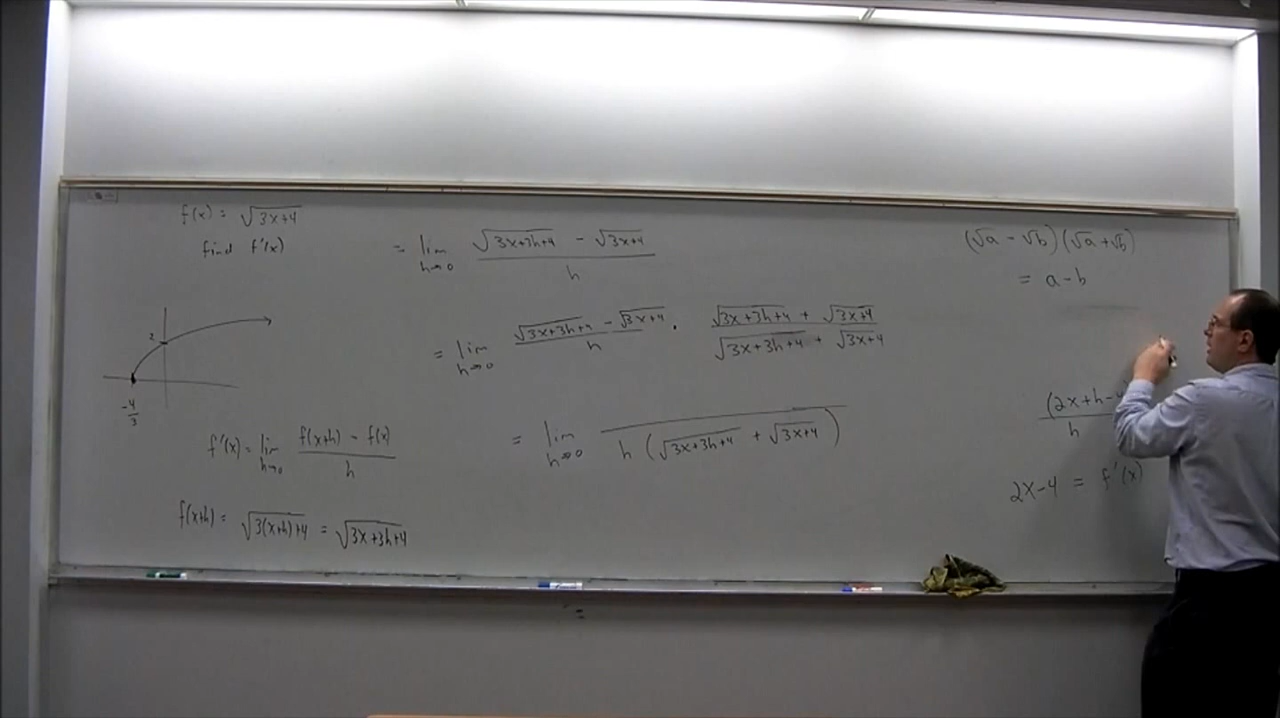 f(x) = √(3x+4)
find f'(x)
2
-4/3
f'(x) = lim h→0 (f(x+h) - f(x))/h
f(x+h) = √(3(x+h)+4) = √(3x+3h+4)
= lim h→0 (√(3x+3h+4) - √(3x+4))/h
= lim h→0 (√(3x+3h+4) - √(3x+4))/h · (√(3x+3h+4) + √(3x+4))/(√(3x+3h+4) + √(3x+4))
= lim h→0 /(h(√(3x+3h+4) + √(3x+4)))
(√a - √b)(√a + √b)
= a-b
(2x+h-
h
2x-4 = f'(x)